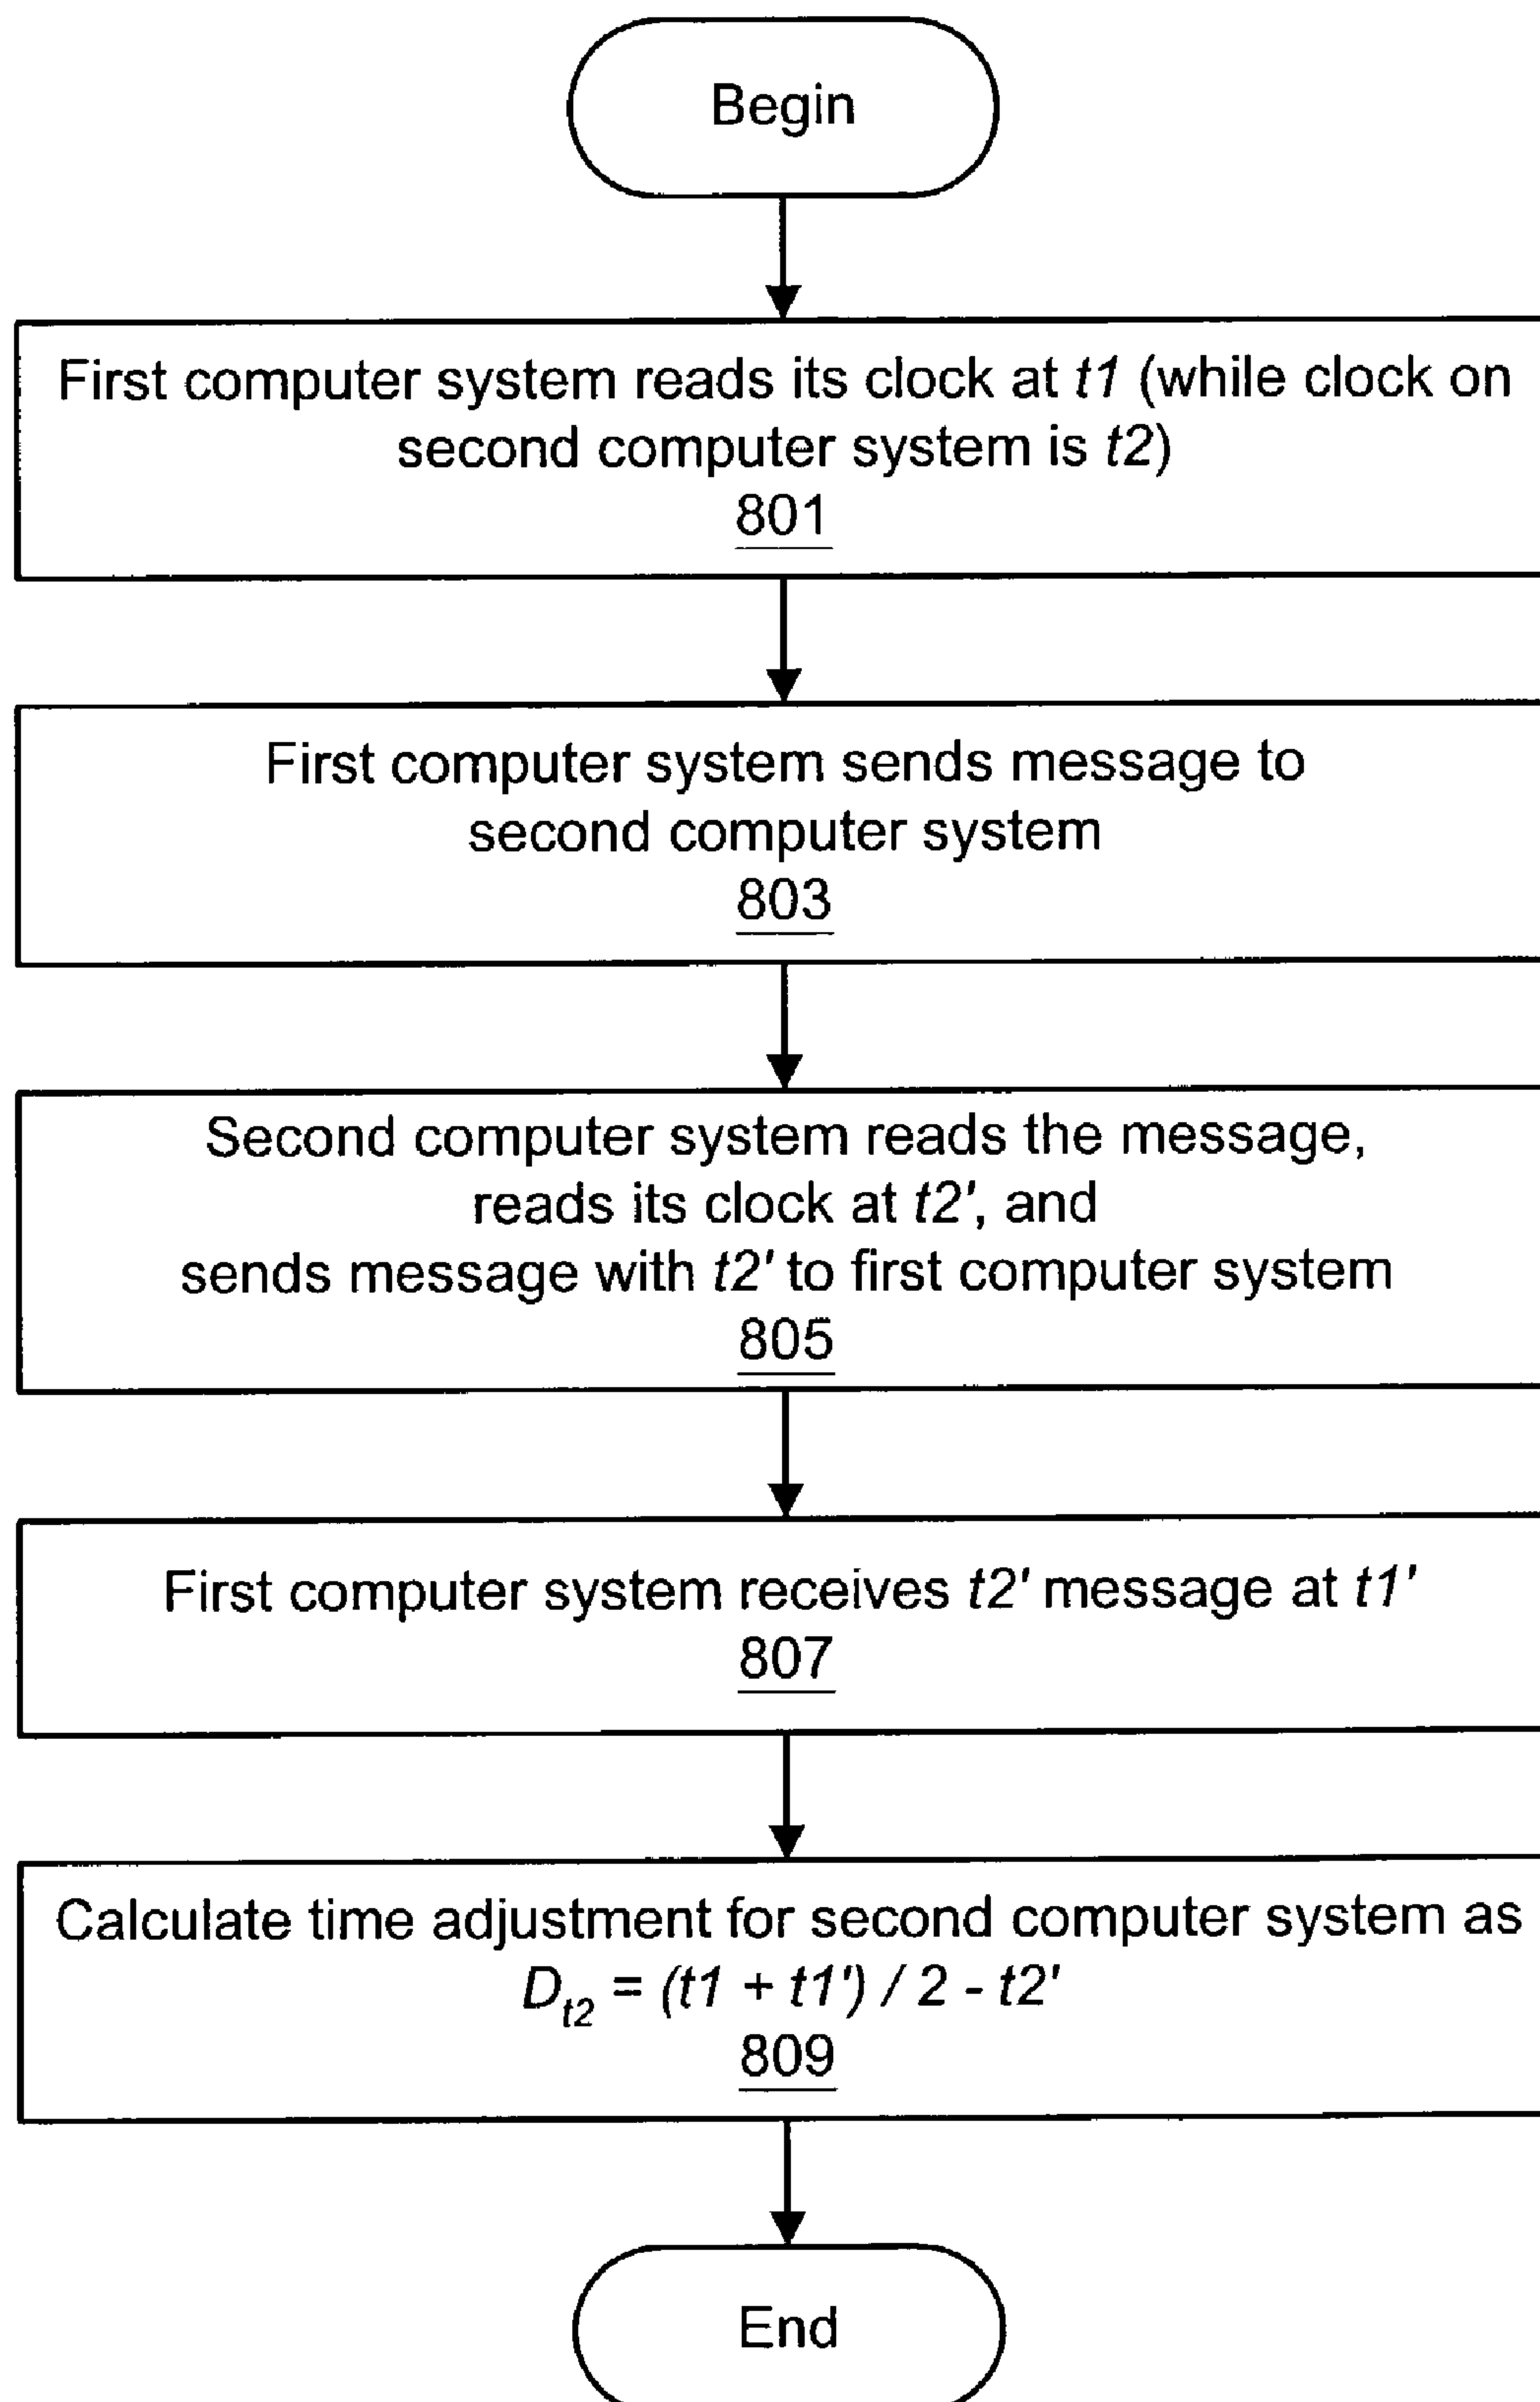 Begin
First computer system reads its clock at t1 (while clock on
second computer system is t2)
801
First computer system sends message to
second computer system
803
Second computer system reads the message,
reads its clock at t2', and
sends message with t2' to first computer system
805
First computer system receives t2' message at t1'
807
Calculate time adjustment for second computer system as
D_t2 = (t1 + t1') / 2 - t2'
809
End